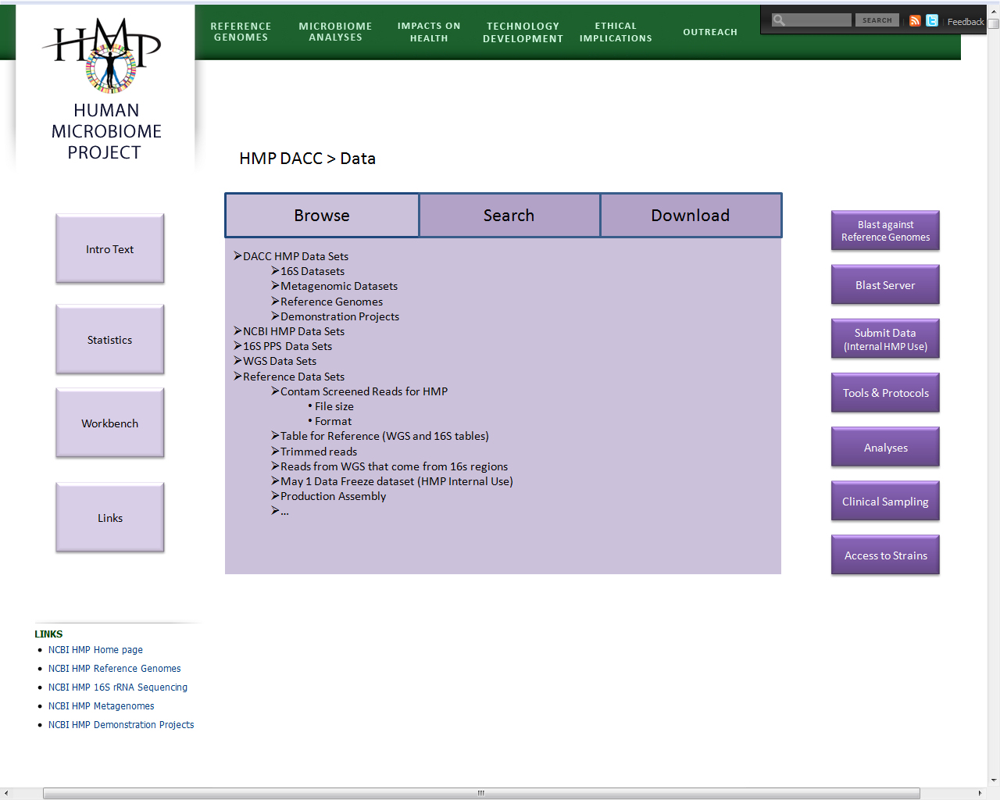 REFERENCE
GENOMES
MICROBIOME
ANALYSES
IMPACTS ON
HEALTH
TECHNOLOGY
DEVELOPMENT
ETHICAL
IMPLICATIONS
OUTREACH
SEARCH
Feedback
HMP
HUMAN
MICROBIOME
PROJECT
HMP DACC > Data
Browse
Search
Download
Intro Text
Statistics
Workbench
Links
➢DACC HMP Data Sets
➢16S Datasets
➢Metagenomic Datasets
➢Reference Genomes
➢Demonstration Projects
➢NCBI HMP Data Sets
➢16S PPS Data Sets
➢WGS Data Sets
➢Reference Data Sets
➢Contam Screened Reads for HMP
• File size
• Format
➢Table for Reference (WGS and 16S tables)
➢Trimmed reads
➢Reads from WGS that come from 16s regions
➢May 1 Data Freeze dataset (HMP Internal Use)
➢Production Assembly
➢...
Blast against
Reference Genomes
Blast Server
Submit Data
(Internal HMP Use)
Tools & Protocols
Analyses
Clinical Sampling
Access to Strains
LINKS
• NCBI HMP Home page
• NCBI HMP Reference Genomes
• NCBI HMP 16S rRNA Sequencing
• NCBI HMP Metagenomes
• NCBI HMP Demonstration Projects